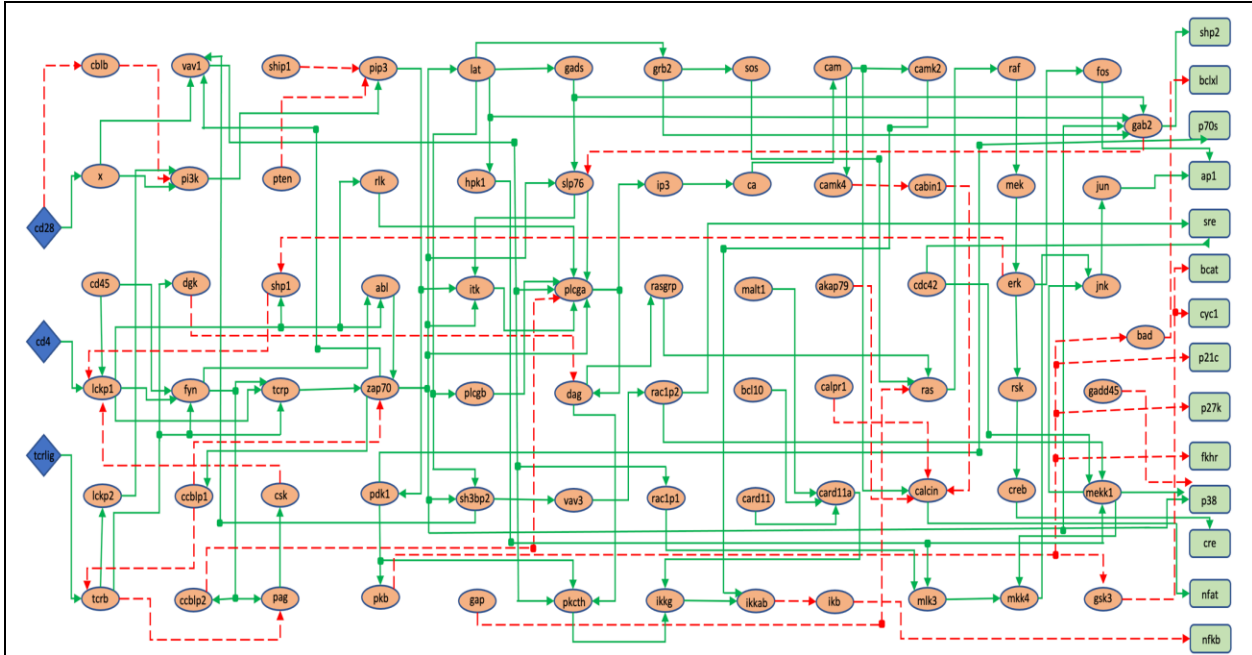 shp2
cblb vav1 ship1 pip3 lat gads grb2 sos cam camk2 raf fos
bclxl
gab2 p70s
x pi3k pten rlk hpk1 slp76 ip3 ca camk4 cabin1 mek jun ap1
cd28 sre
cd45 dgk shp1 abl itk plcga rasgrp malt1 akap79 cdc42 erk jnk bcat
cyc1
cd4 bad
p21c
lckp1 fyn tcrp zap70 plcgb dag rac1p2 bcl10 calpr1 ras rsk gadd45
p27k
tcrlig fkhr
lckp2 ccblp1 csk pdk1 sh3bp2 vav3 rac1p1 card11 card11a calcin creb mekk1 p38
cre
tcrb ccblp2 pag pkb gap pkcth ikkg ikkab ikb mlk3 mkk4 gsk3 nfat
nfkb